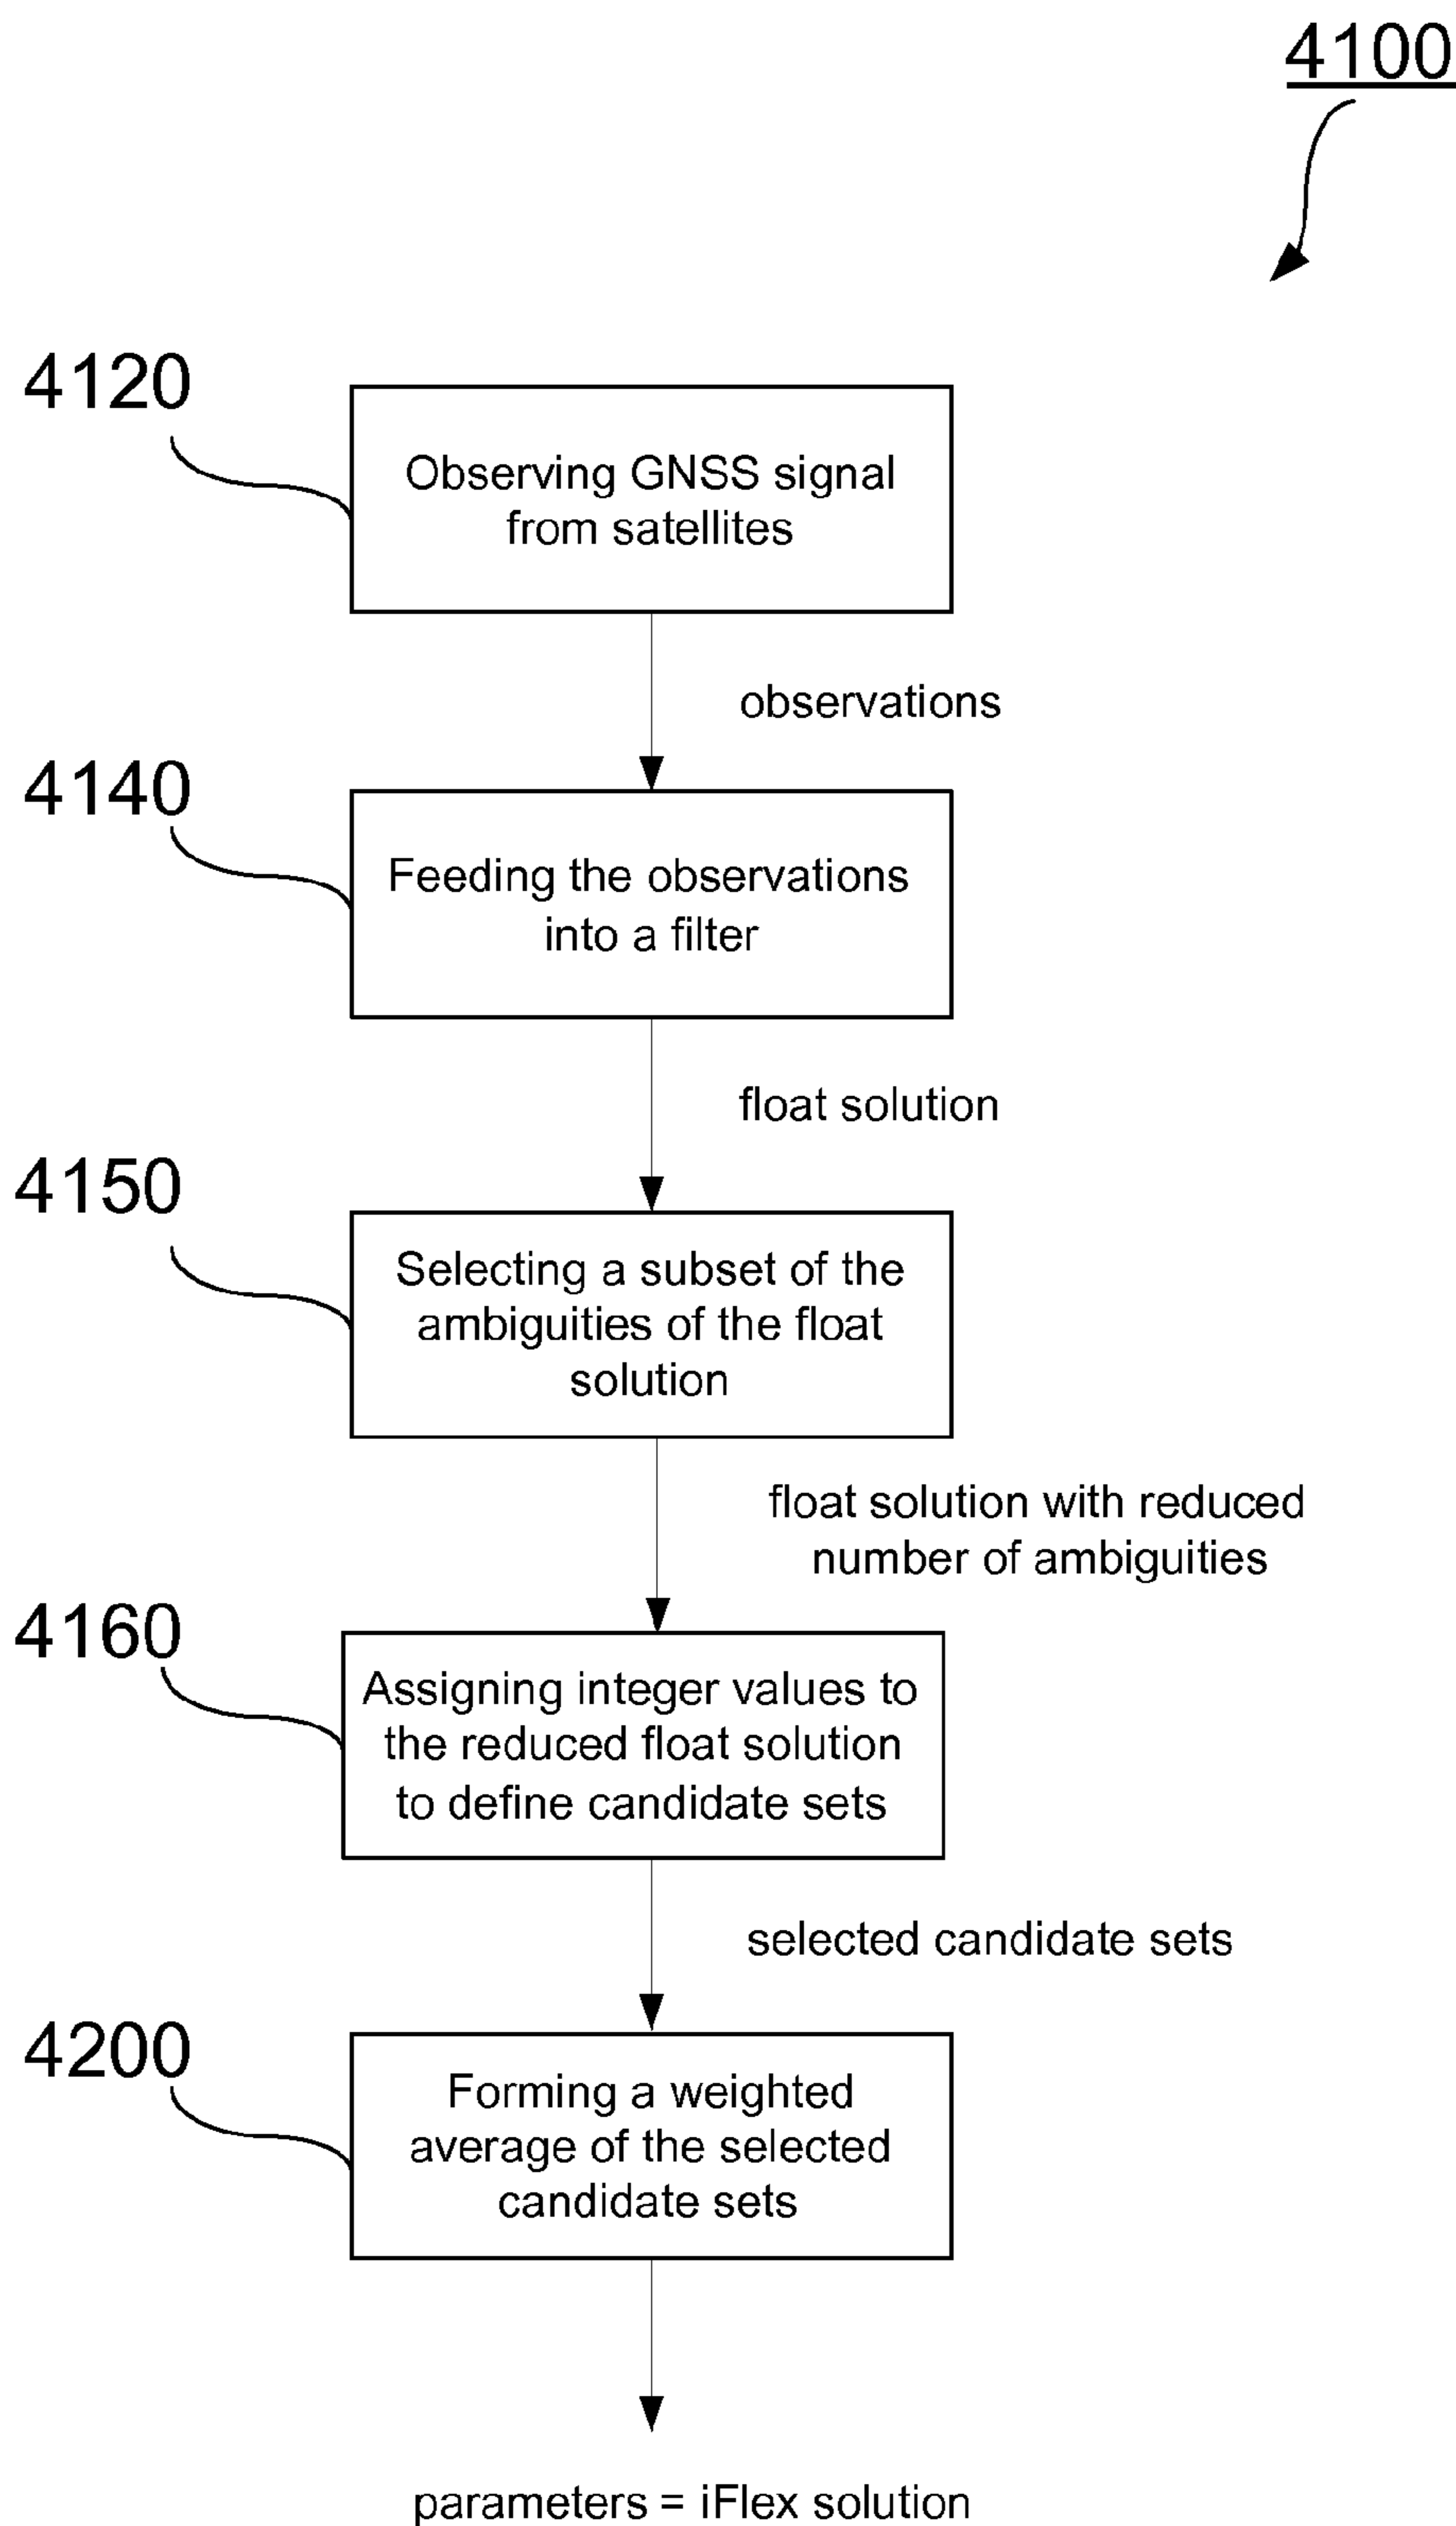 4100
4120
Observing GNSS signal
from satellites
observations
4140
Feeding the observations
into a filter
float solution
4150
Selecting a subset of the
ambiguities of the float
solution
float solution with reduced
number of ambiguities
4160
Assigning integer values to
the reduced float solution
to define candidate sets
selected candidate sets
4200
Forming a weighted
average of the selected
candidate sets
parameters = iFlex solution